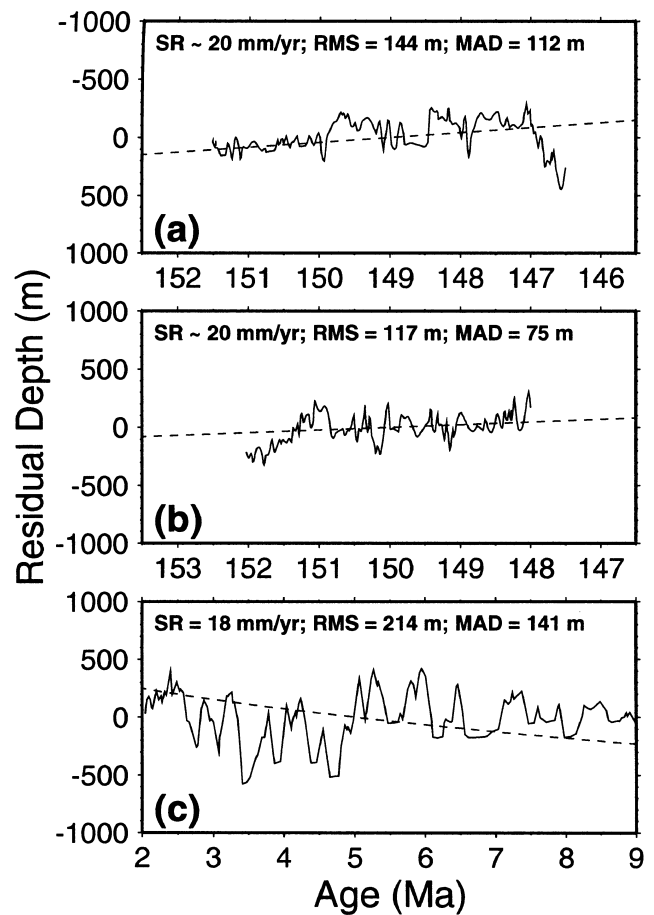 -1000
SR ~ 20 mm/yr; RMS = 144 m; MAD = 112 m
-500
0
500
(a)
1000
152 151 150 149 148 147 146
1000
SR ~ 20 mm/yr; RMS = 117 m; MAD = 75 m
500
0
-500
(b)
-1000
153 152 151 150 149 148 147
Residual Depth (m)
1000
SR = 18 mm/yr; RMS = 214 m; MAD = 141 m
500
0
-500
(c)
-1000
2 3 4 5 6 7 8 9
Age (Ma)